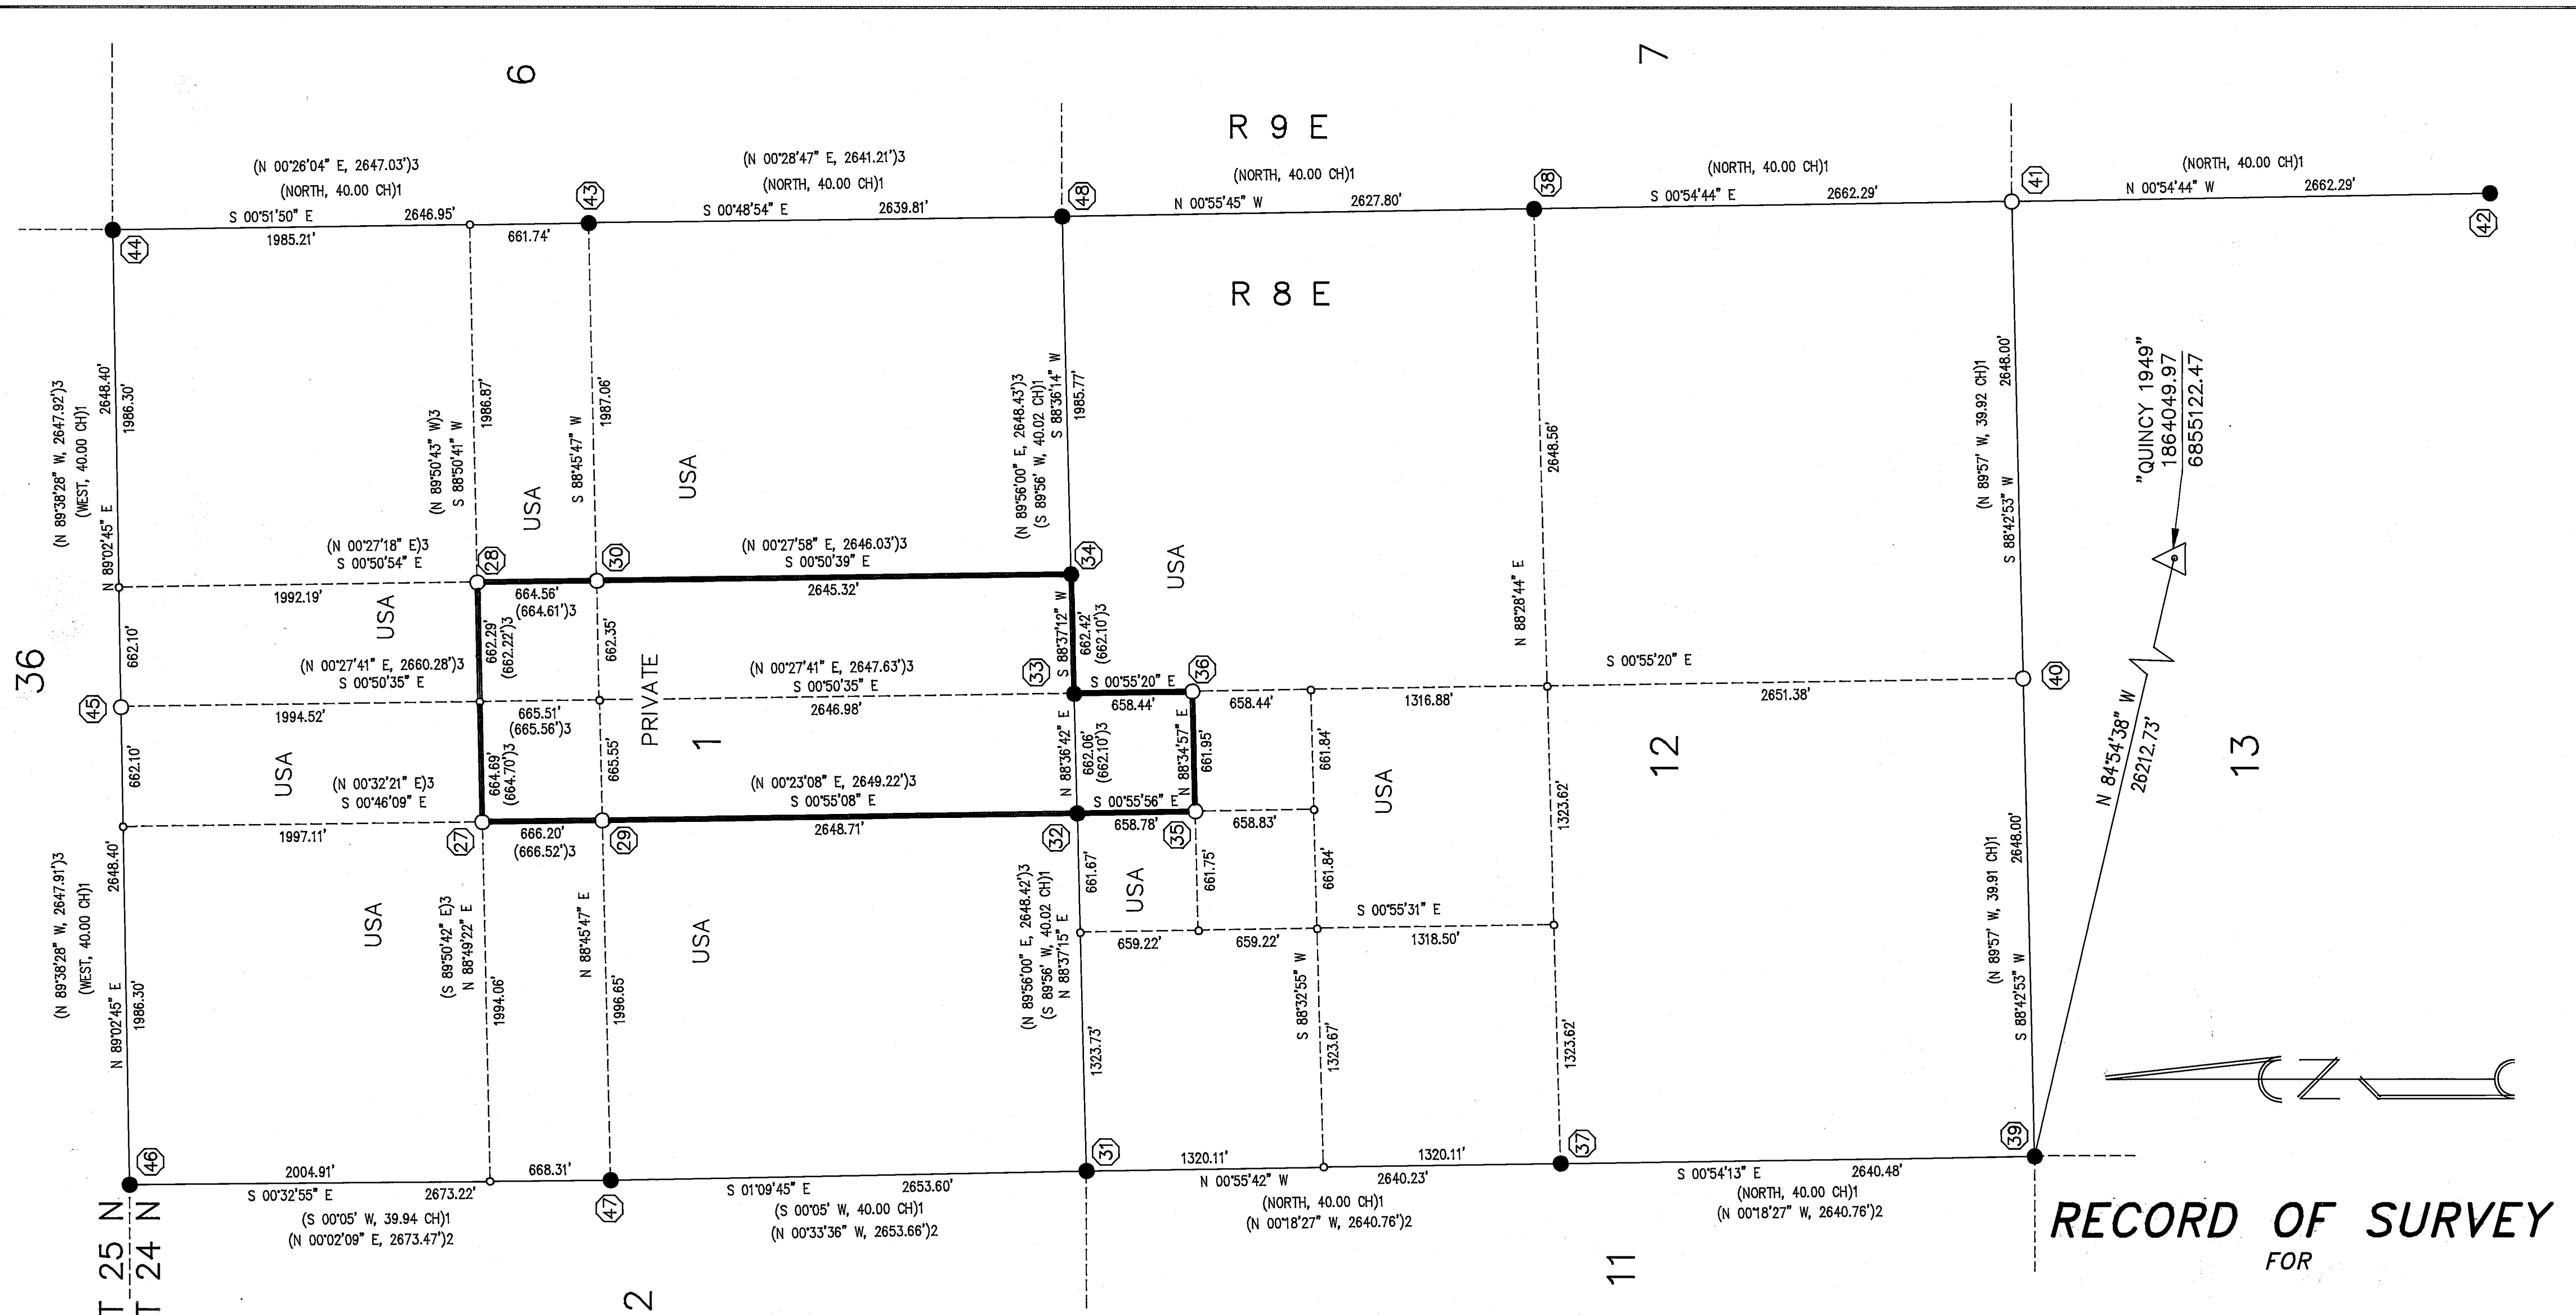 6
7
R 9 E
R 8 E
(N 00°26'04" E, 2647.03')3
(NORTH, 40.00 CH)1
S 00°51'50" E 2646.95'
1985.21'
661.74'
(N 00°28'47" E, 2641.21')3
(NORTH, 40.00 CH)1
S 00°48'54" E 2639.81'
(NORTH, 40.00 CH)1
N 00°55'45" W 2627.80'
(NORTH, 40.00 CH)1
S 00°54'44" E 2662.29'
(NORTH, 40.00 CH)1
N 00°54'44" W 2662.29'
44
43
48
38
41
42
36
(N 89°38'28" W, 2647.92')3
(WEST, 40.00 CH)1
N 89°02'45" E 2648.40'
1986.30'
(N 89°50'43" W)3
S 88°50'41" W
1986.87'
USA
S 88°45'47" W
1987.06'
USA
(N 89°56'00" E, 2648.43')3
(S 89°56' W, 40.02 CH)1
S 88°36'14" W
1985.77'
USA
N 88°28'44" E
2648.56'
(N 89°57' W, 39.92 CH)1
S 88°42'53" W 2648.00'
"QUINCY 1949"
1864049.97
6855122.47
(N 00°27'18" E)3
S 00°50'54" E
1992.19'
28
664.56'
(664.61')3
30
(N 00°27'58" E, 2646.03')3
S 00°50'39" E
2645.32'
34
USA
662.10'
662.29'
(662.22')3
662.35'
S 88°37'12" W
662.42'
(662.10')3
45
(N 00°27'41" E, 2660.28')3
S 00°50'35" E
1994.52'
665.51'
(665.56')3
PRIVATE
1
(N 00°27'41" E, 2647.63')3
S 00°50'35" E
2646.98'
33
S 00°55'20" E
658.44'
36
658.44'
1316.88'
S 00°55'20" E
2651.38'
40
662.10'
USA
664.69'
(664.70')3
665.55'
N 88°36'42" E
662.06'
(662.10')3
N 88°34'57" E
661.95'
661.84'
USA
12
1323.62'
13
N 84°54'38" W
26212.73'
(N 00°32'21" E)3
S 00°46'09" E
1997.11'
27
666.20'
(666.52')3
29
(N 00°23'08" E, 2649.22')3
S 00°55'08" E
2648.71'
32
S 00°55'56" E
658.78'
35
658.83'
(N 89°38'28" W, 2647.91')3
(WEST, 40.00 CH)1
N 89°02'45" E 2648.40'
1986.30'
USA
(S 89°50'42" E)3
N 88°49'22" E
1994.06'
N 88°45'47" E
1996.65'
USA
(N 89°56'00" E, 2648.42')3
(S 89°56' W, 40.02 CH)1
N 88°37'15" E
661.67'
1323.73'
USA
661.75'
661.84'
659.22'
659.22'
S 00°55'31" E
1318.50'
S 88°32'55" W
1323.67'
1323.62'
(N 89°57' W, 39.91 CH)1
S 88°42'53" W 2648.00'
46
2004.91'
668.31'
S 00°32'55" E 2673.22'
(S 00°05' W, 39.94 CH)1
(N 00°02'09" E, 2673.47')2
47
S 01°09'45" E 2653.60'
(S 00°05' W, 40.00 CH)1
(N 00°33'36" W, 2653.66')2
31
1320.11'
1320.11'
N 00°55'42" W 2640.23'
(NORTH, 40.00 CH)1
(N 00°18'27" W, 2640.76')2
37
S 00°54'13" E 2640.48'
(NORTH, 40.00 CH)1
(N 00°18'27" W, 2640.76')2
39
T 25 N
T 24 N
2
11
N
RECORD OF SURVEY
FOR